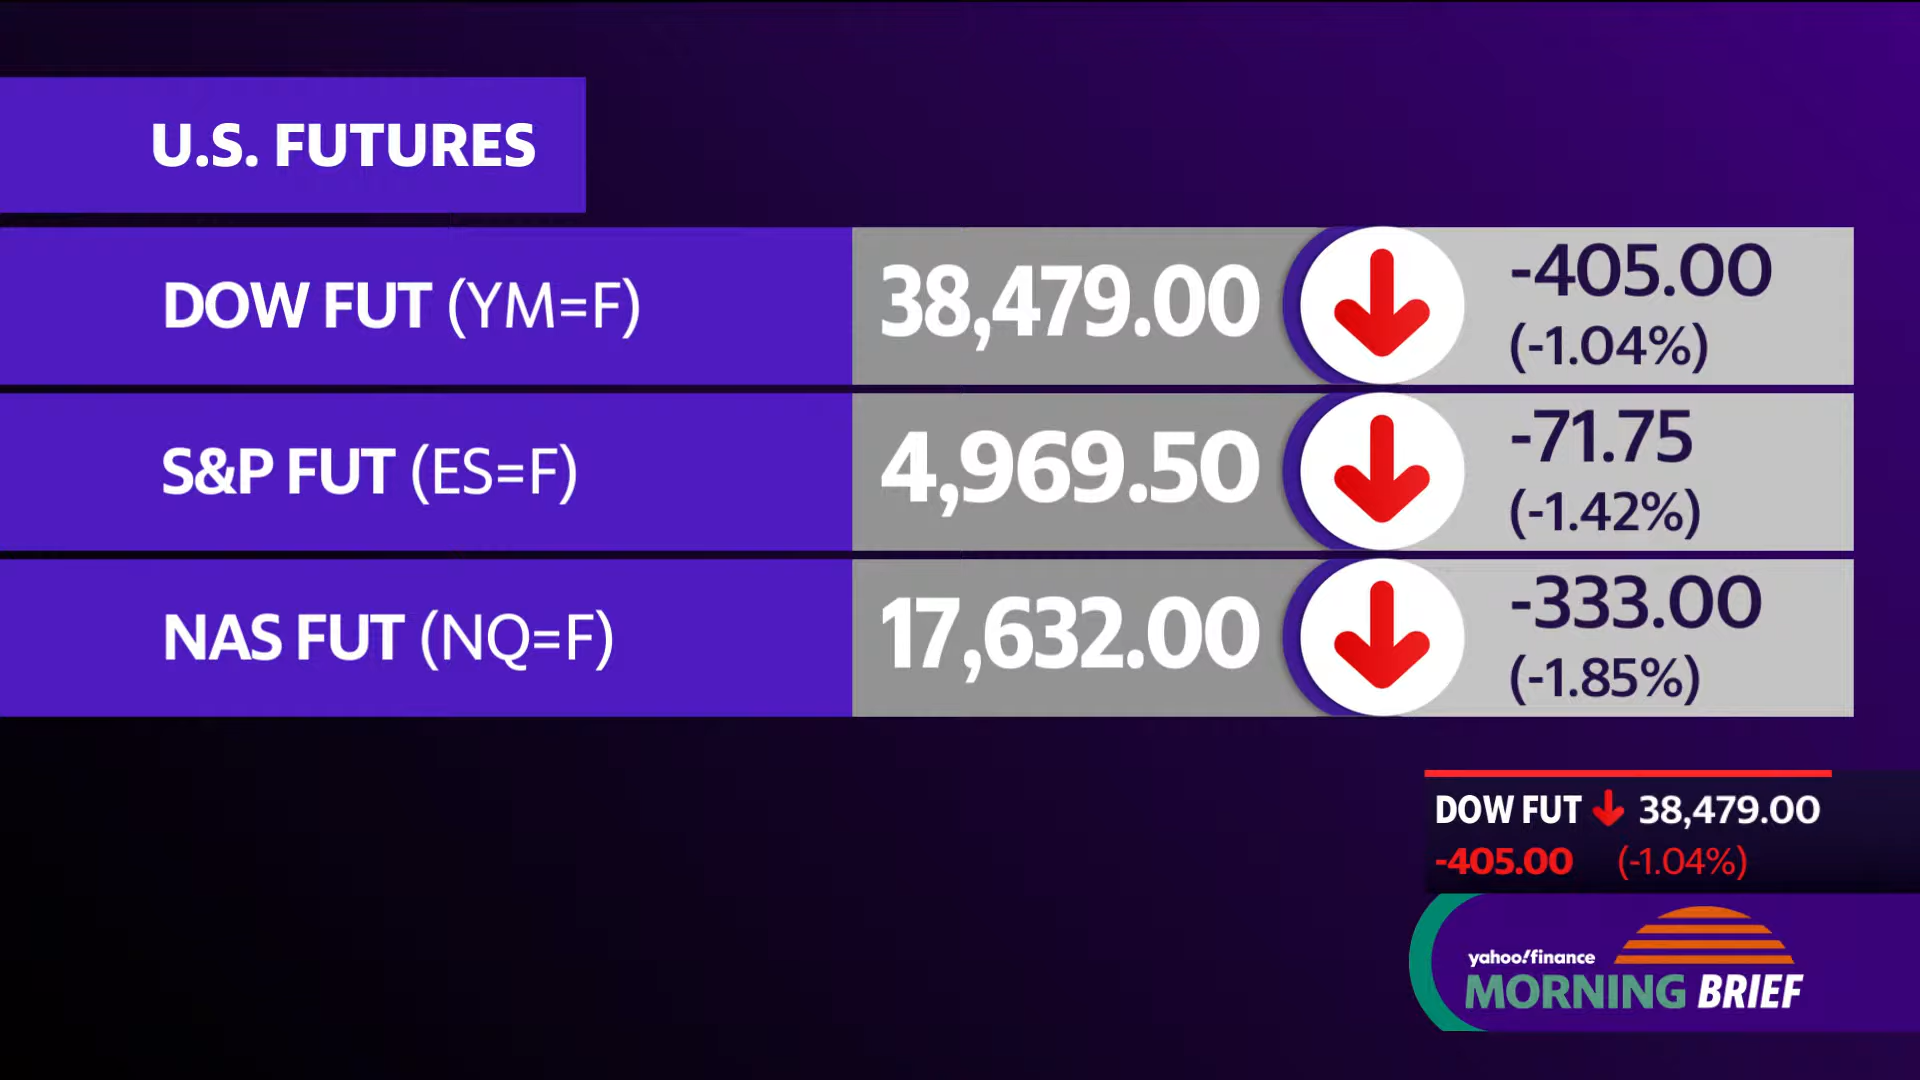 U.S. FUTURES
DOW FUT (YM=F) 38,479.00 -405.00
(-1.04%)
S&P FUT (ES=F) 4,969.50 -71.75
(-1.42%)
NAS FUT (NQ=F) 17,632.00 -333.00
(-1.85%)
DOW FUT 38,479.00
-405.00 (-1.04%)
yahoo!finance
MORNING BRIEF